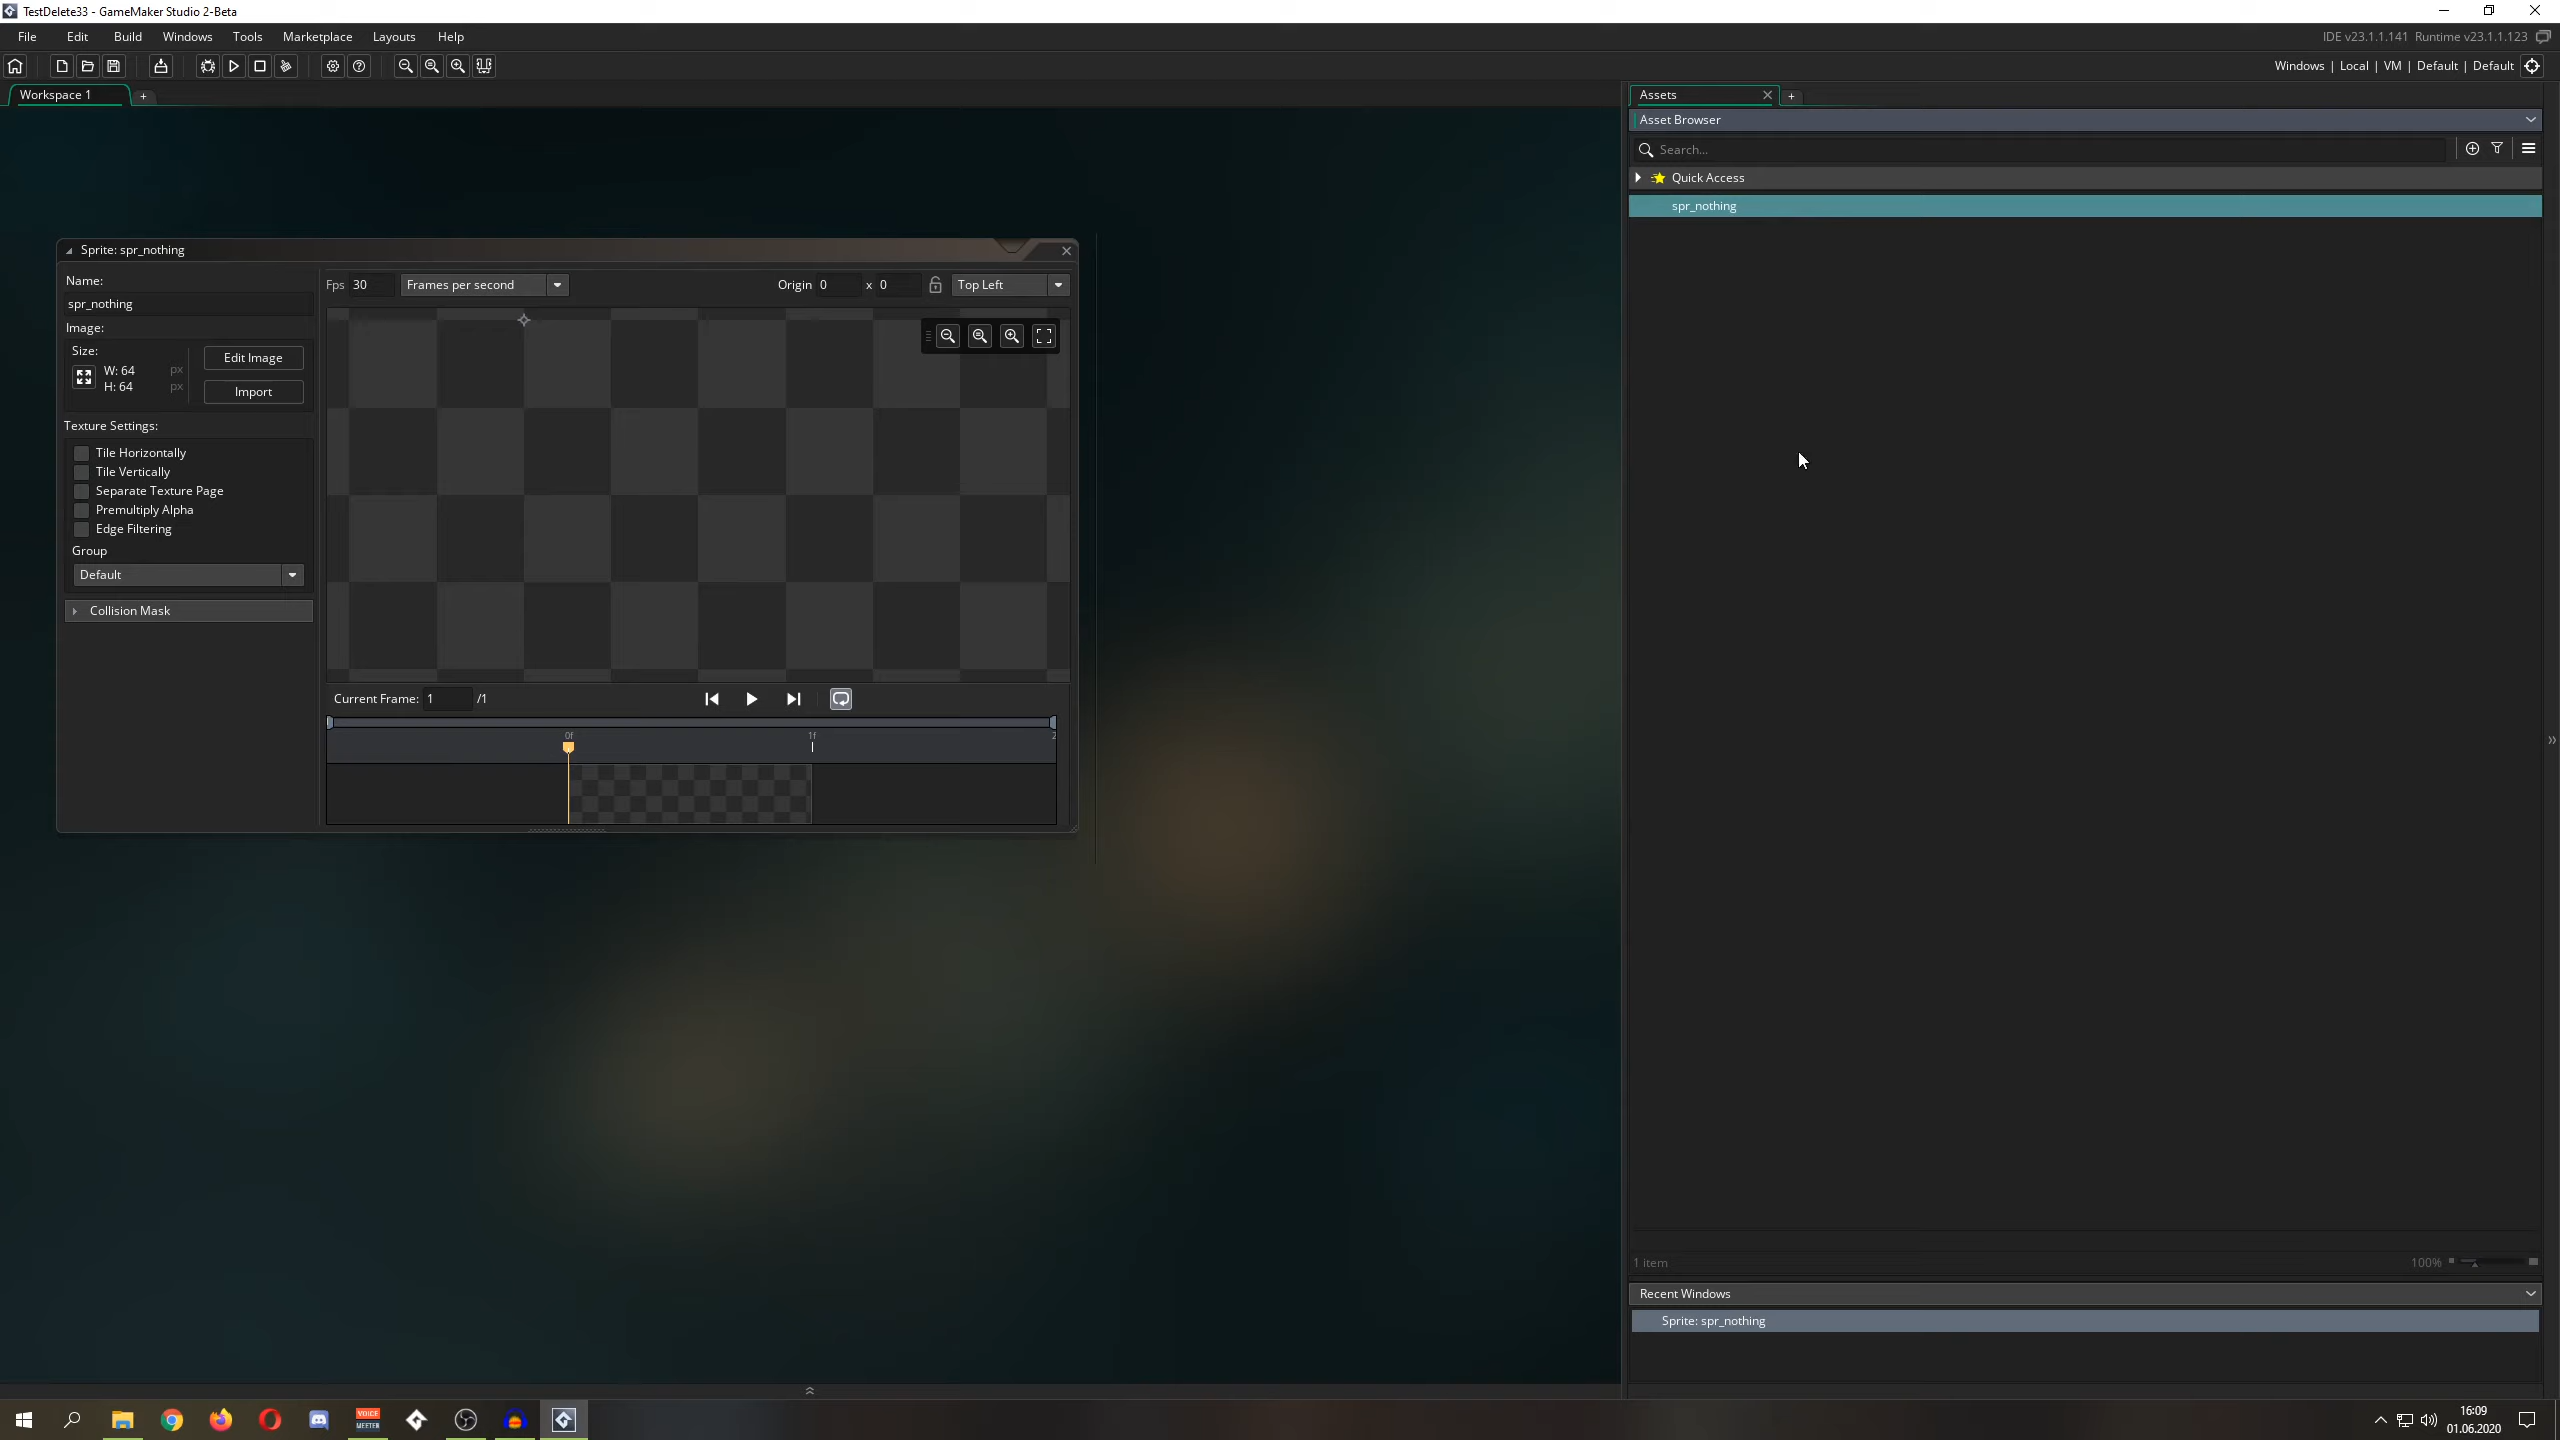 TestDelete33 - GameMaker Studio 2-Beta
File Edit Build Windows Tools Marketplace Layouts Help
IDE v23.1.1.141 Runtime v23.1.1.123
Windows | Local | VM | Default | Default
Workspace 1
Assets
Asset Browser
Search...
Quick Access
spr_nothing
Sprite: spr_nothing
Name:
spr_nothing
Image:
Size:
W: 64 px
H: 64 px
Edit Image
Import
Texture Settings:
Tile Horizontally
Tile Vertically
Separate Texture Page
Premultiply Alpha
Edge Filtering
Group
Default
Collision Mask
Fps 30 Frames per second
Origin 0 x 0 Top Left
Current Frame: 1 /1
0f 1f 2
1 item
100%
Recent Windows
Sprite: spr_nothing
VOICE
MEETER
16:09
01.06.2020